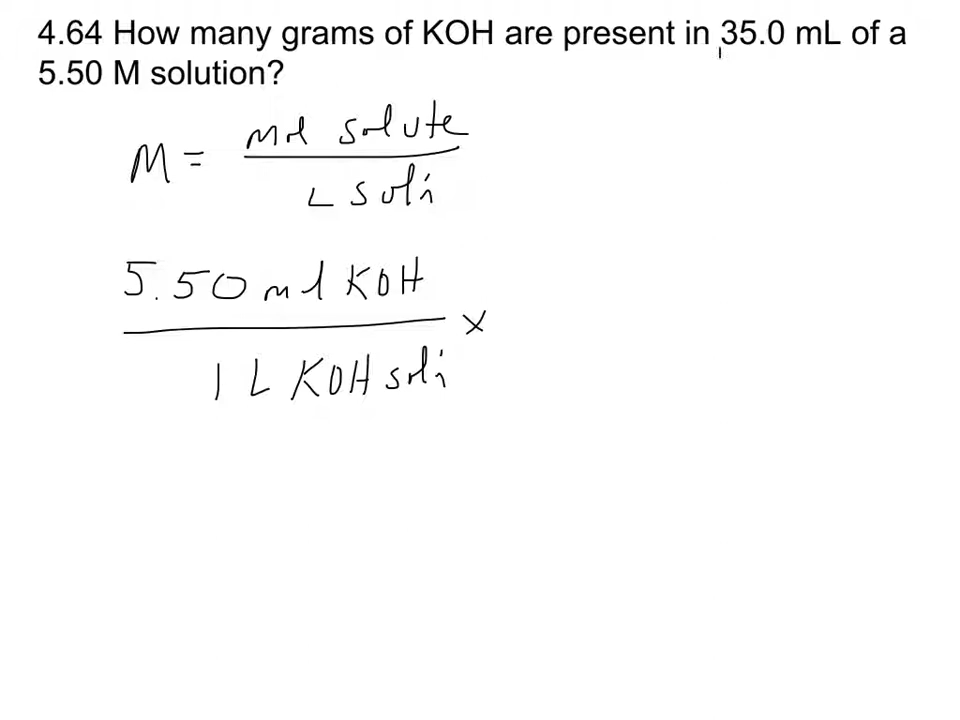 4.64 How many grams of KOH are present in 35.0 mL of a
5.50 M solution?
M = mol solute
L soln
5.50 mol KOH
×
1 L KOH soln